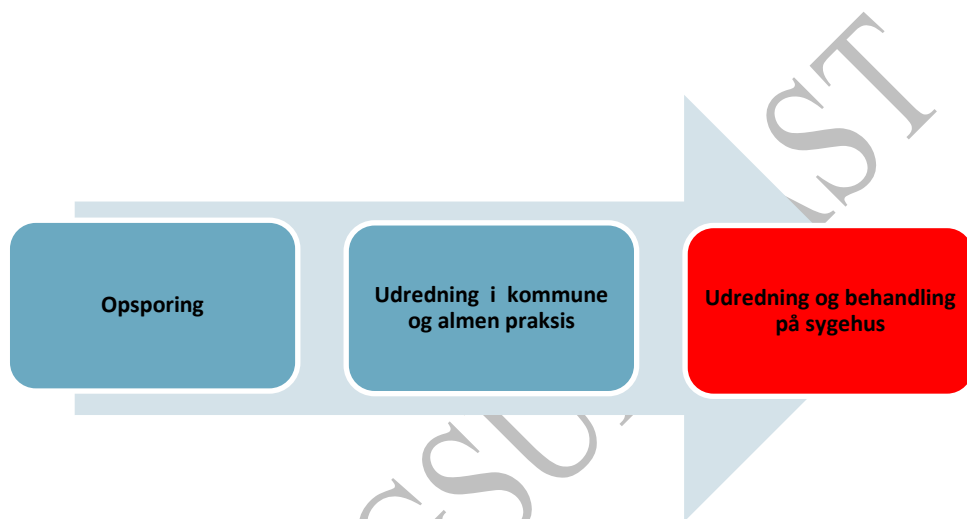 Opsporing
Udredning i kommune
og almen praksis
Udredning og behandling
på sygehus